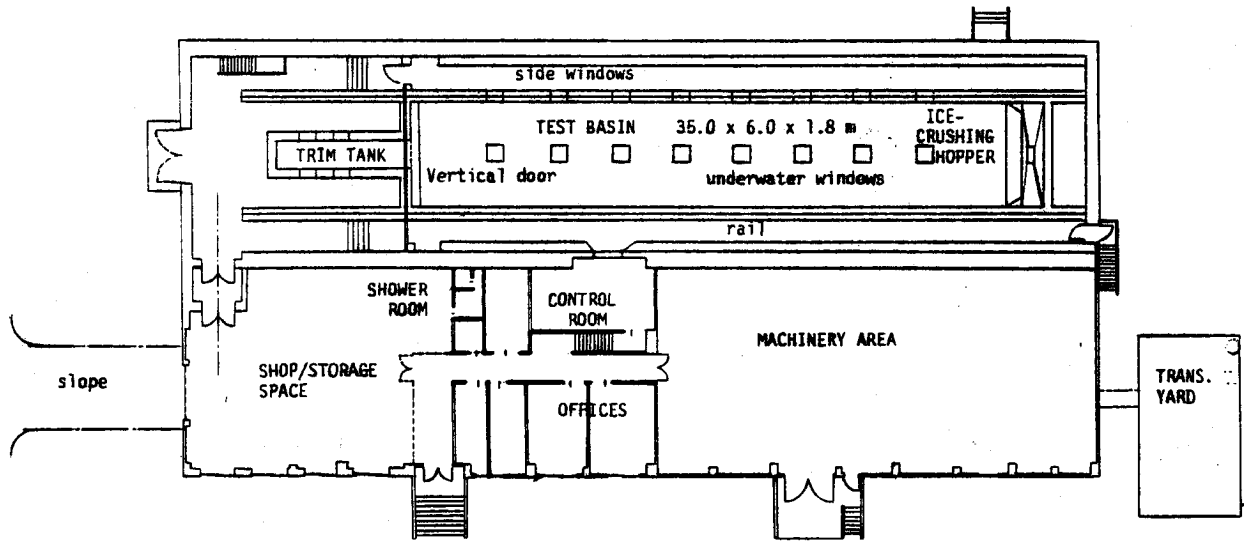 side windows
TEST BASIN 35.0 x 6.0 x 1.8 m
ICE-
CRUSHING
HOPPER
TRIM TANK
Vertical door
underwater windows
rail
SHOWER
ROOM
CONTROL
ROOM
MACHINERY AREA
SHOP/STORAGE
SPACE
slope
OFFICES
TRANS.
YARD